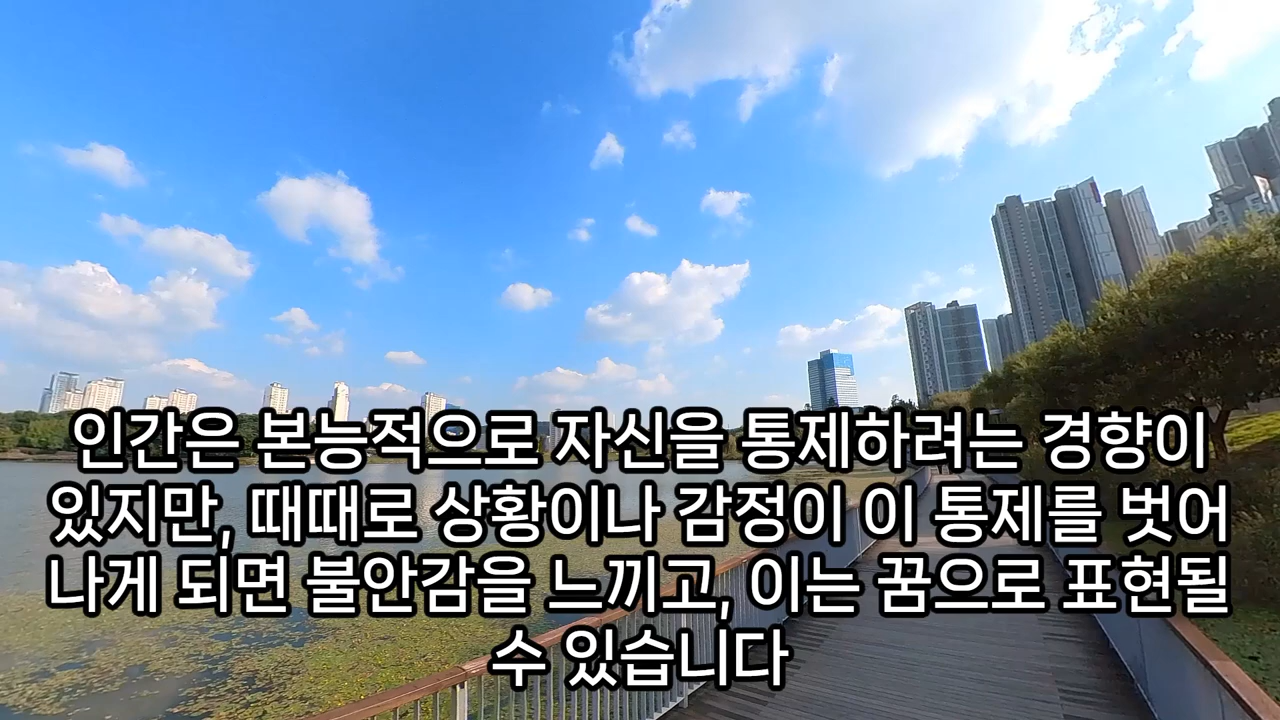 인간은 본능적으로 자신을 통제하려는 경향이
있지만, 때때로 상황이나 감정이 이 통제를 벗어
나게 되면 불안감을 느끼고, 이는 꿈으로 표현될
수 있습니다